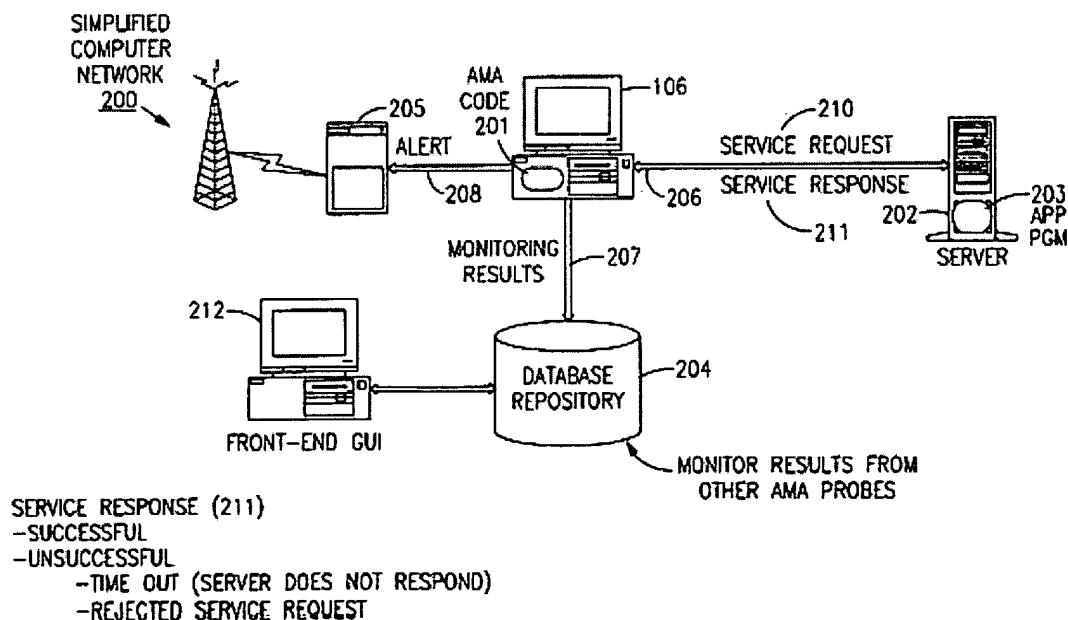 SIMPLIFIED
COMPUTER
NETWORK
200
205
ALERT
208
AMA
CODE
201
106
210
SERVICE REQUEST
206
SERVICE RESPONSE
211
202
203
APP
PGM
SERVER
MONITORING
RESULTS
207
212
FRONT-END GUI
DATABASE
REPOSITORY
204
MONITOR RESULTS FROM
OTHER AMA PROBES
SERVICE RESPONSE (211)
-SUCCESSFUL
-UNSUCCESSFUL
-TIME OUT (SERVER DOES NOT RESPOND)
-REJECTED SERVICE REQUEST